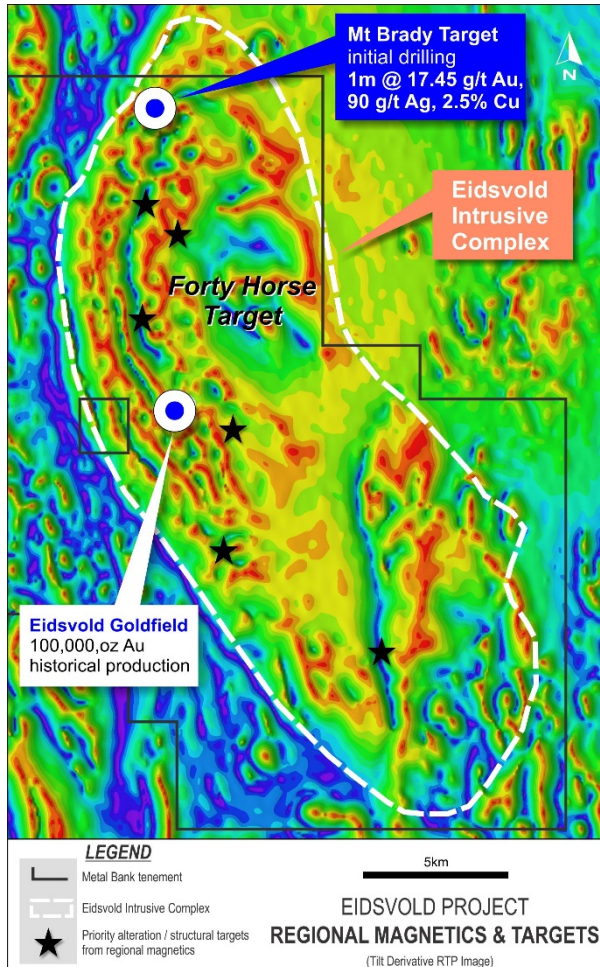 Mt Brady Target
initial drilling
1m @ 17.45 g/t Au,
90 g/t Ag, 2.5% Cu
N
Eidsvold
Intrusive
Complex
Forty Horse
Target
Eidsvold Goldfield
100,000,oz Au
historical production
LEGEND
Metal Bank tenement
Eidsvold Intrusive Complex
Priority alteration / structural targets
from regional magnetics
5km
EIDSVOLD PROJECT
REGIONAL MAGNETICS & TARGETS
(Tilt Derivative RTP Image)